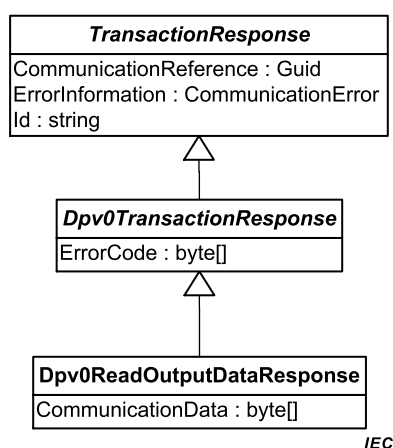 TransactionResponse
CommunicationReference : Guid
ErrorInformation : CommunicationError
Id : string
Dpv0TransactionResponse
ErrorCode : byte[]
Dpv0ReadOutputDataResponse
CommunicationData : byte[]
IEC